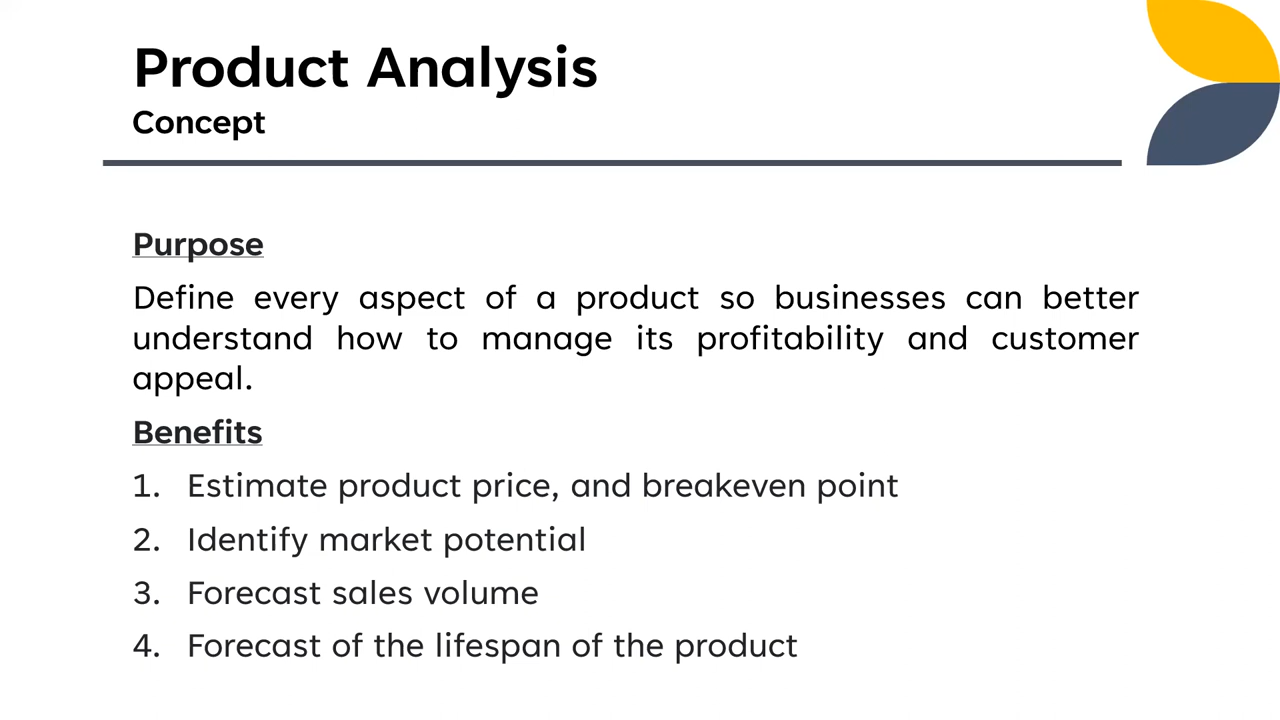 Product Analysis
Concept
Purpose
Define every aspect of a product so businesses can better
understand how to manage its profitability and customer
appeal.
Benefits
1. Estimate product price, and breakeven point
2. Identify market potential
3. Forecast sales volume
4. Forecast of the lifespan of the product